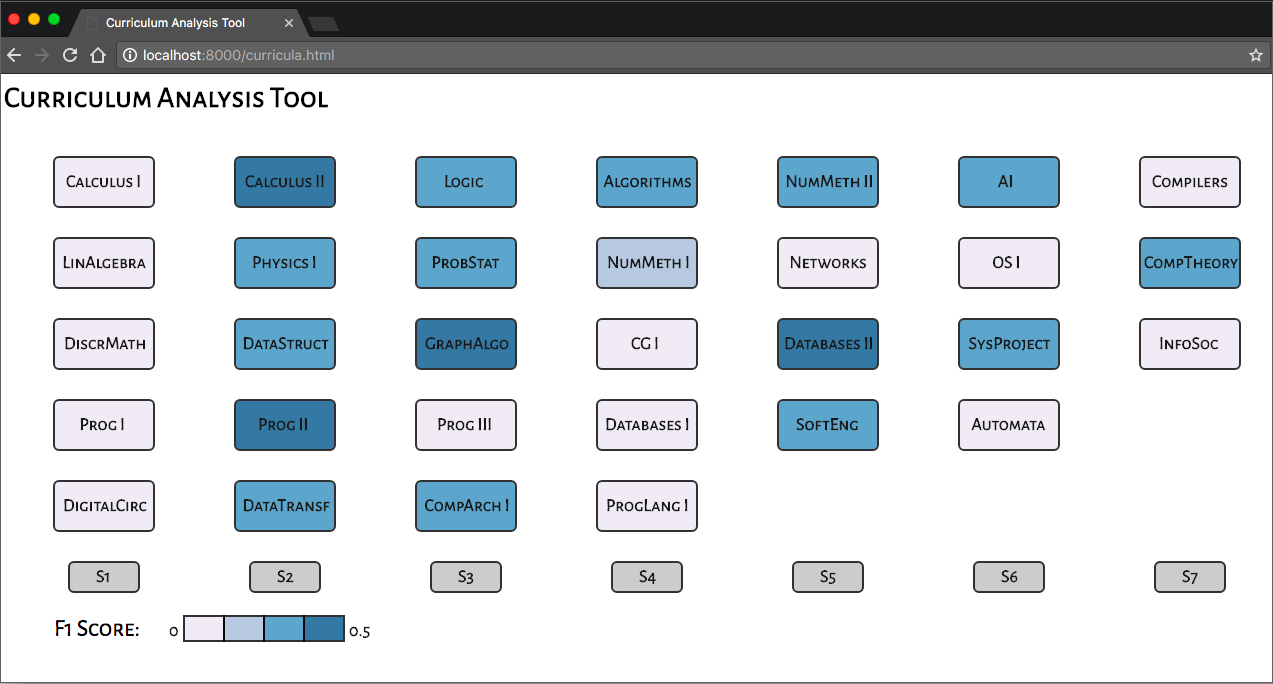 Curriculum Analysis Tool
localhost:8000/curricula.html
Curriculum Analysis Tool
Calculus I Calculus II Logic Algorithms NumMeth II AI Compilers
LinAlgebra Physics I ProbStat NumMeth I Networks OS I CompTheory
DiscrMath DataStruct GraphAlgo CG I Databases II SysProject InfoSoc
Prog I Prog II Prog III Databases I SoftEng Automata
DigitalCirc DataTransf CompArch I ProgLang I
S1 S2 S3 S4 S5 S6 S7
F1 Score: 0 0.5